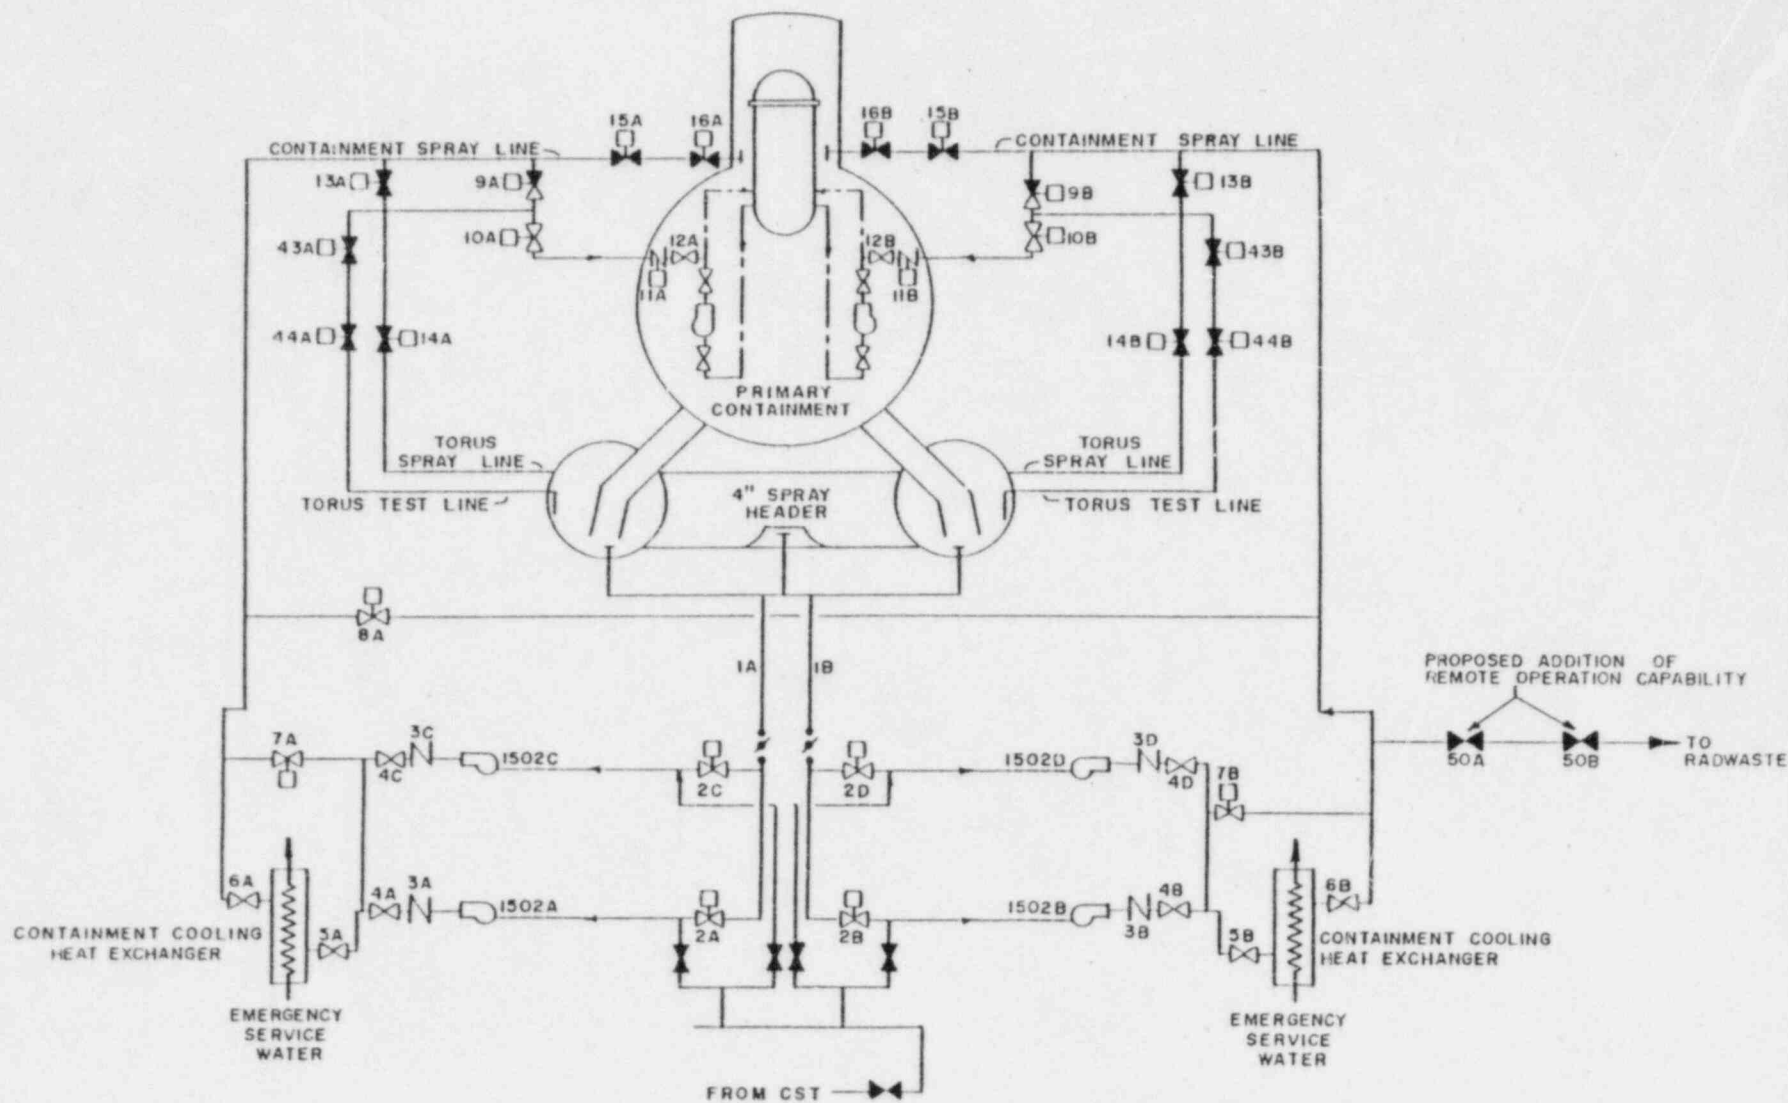 15A
16A
16B
15B
CONTAINMENT SPRAY LINE
CONTAINMENT SPRAY LINE
13A
9A
9B
13B
43A
10A
12A
12B
10B
43B
11A
11B
44A
14A
14B
44B
PRIMARY
CONTAINMENT
TORUS
SPRAY LINE
TORUS
SPRAY LINE
TORUS TEST LINE
4" SPRAY
HEADER
TORUS TEST LINE
8A
1A
1B
PROPOSED ADDITION OF
REMOTE OPERATION CAPABILITY
7A
3C
1502C
4C
2C
2D
1502D
3D
4D
7B
50A
50B
TO
RADWASTE
6A
4A
3A
1502A
2A
2B
1502B
3B
4B
6B
5A
5B
CONTAINMENT COOLING
HEAT EXCHANGER
CONTAINMENT COOLING
HEAT EXCHANGER
EMERGENCY
SERVICE
WATER
EMERGENCY
SERVICE
WATER
FROM CST